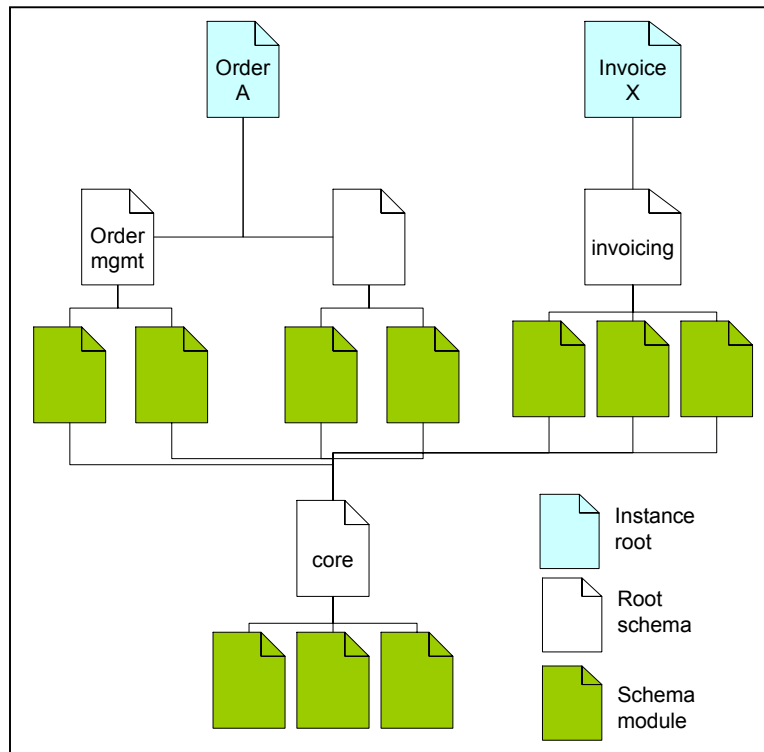 Order
A
Invoice
X
Order
mgmt
invoicing
core
Instance
root
Root
schema
Schema
module